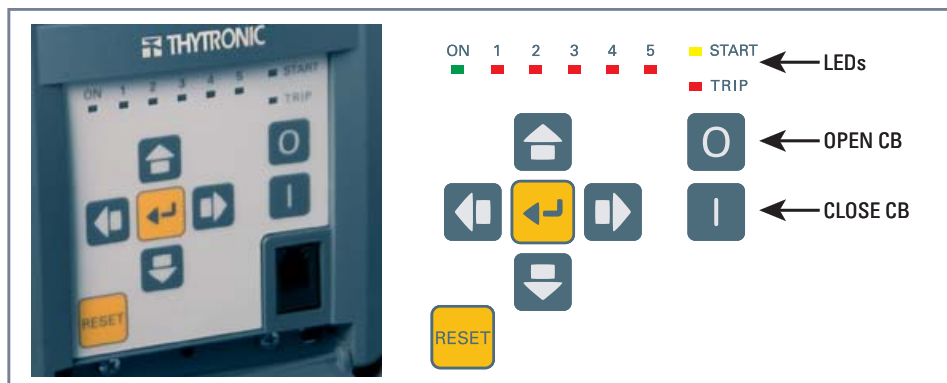 THYTRONIC
ON 1 2 3 4 5
START
TRIP
O
I
RESET
ON 1 2 3 4 5
START
LEDs
TRIP
O
OPEN CB
I
CLOSE CB
RESET